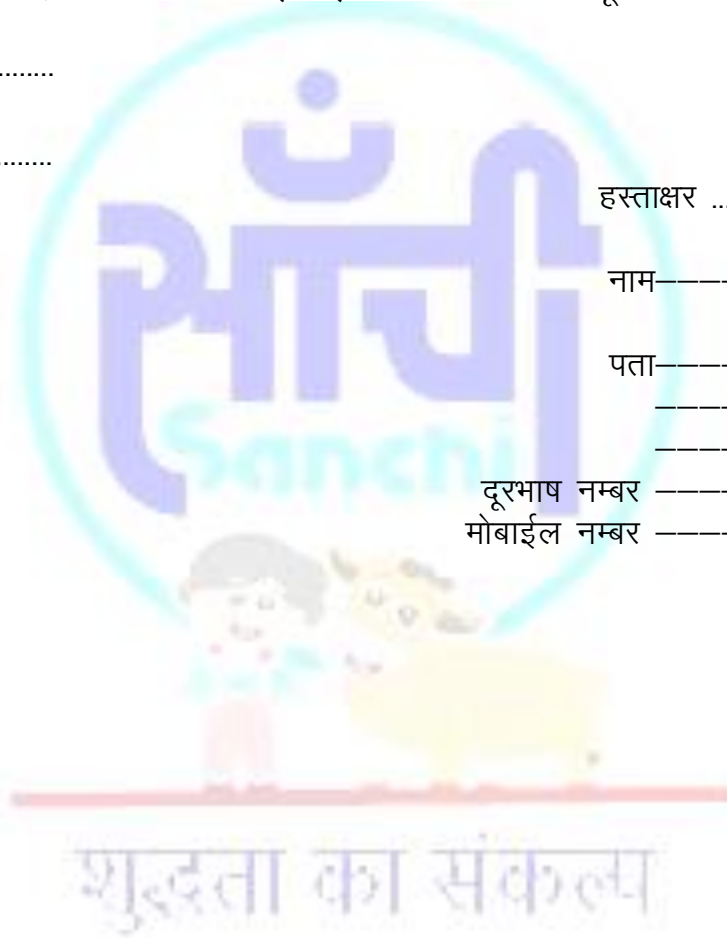 ........
........
हस्ताक्षर ...
साँची
नाम————
पता————
————
Sanchi
————
दूरभाष नम्बर ————
मोबाईल नम्बर ————
शुद्धता का संकल्प